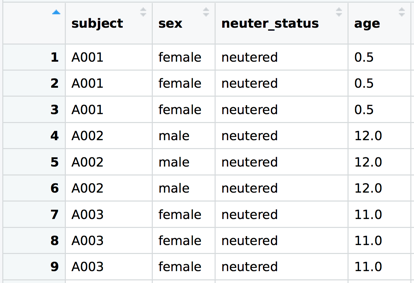 subject sex neuter_status age
1 A001 female neutered 0.5
2 A001 female neutered 0.5
3 A001 female neutered 0.5
4 A002 male neutered 12.0
5 A002 male neutered 12.0
6 A002 male neutered 12.0
7 A003 female neutered 11.0
8 A003 female neutered 11.0
9 A003 female neutered 11.0